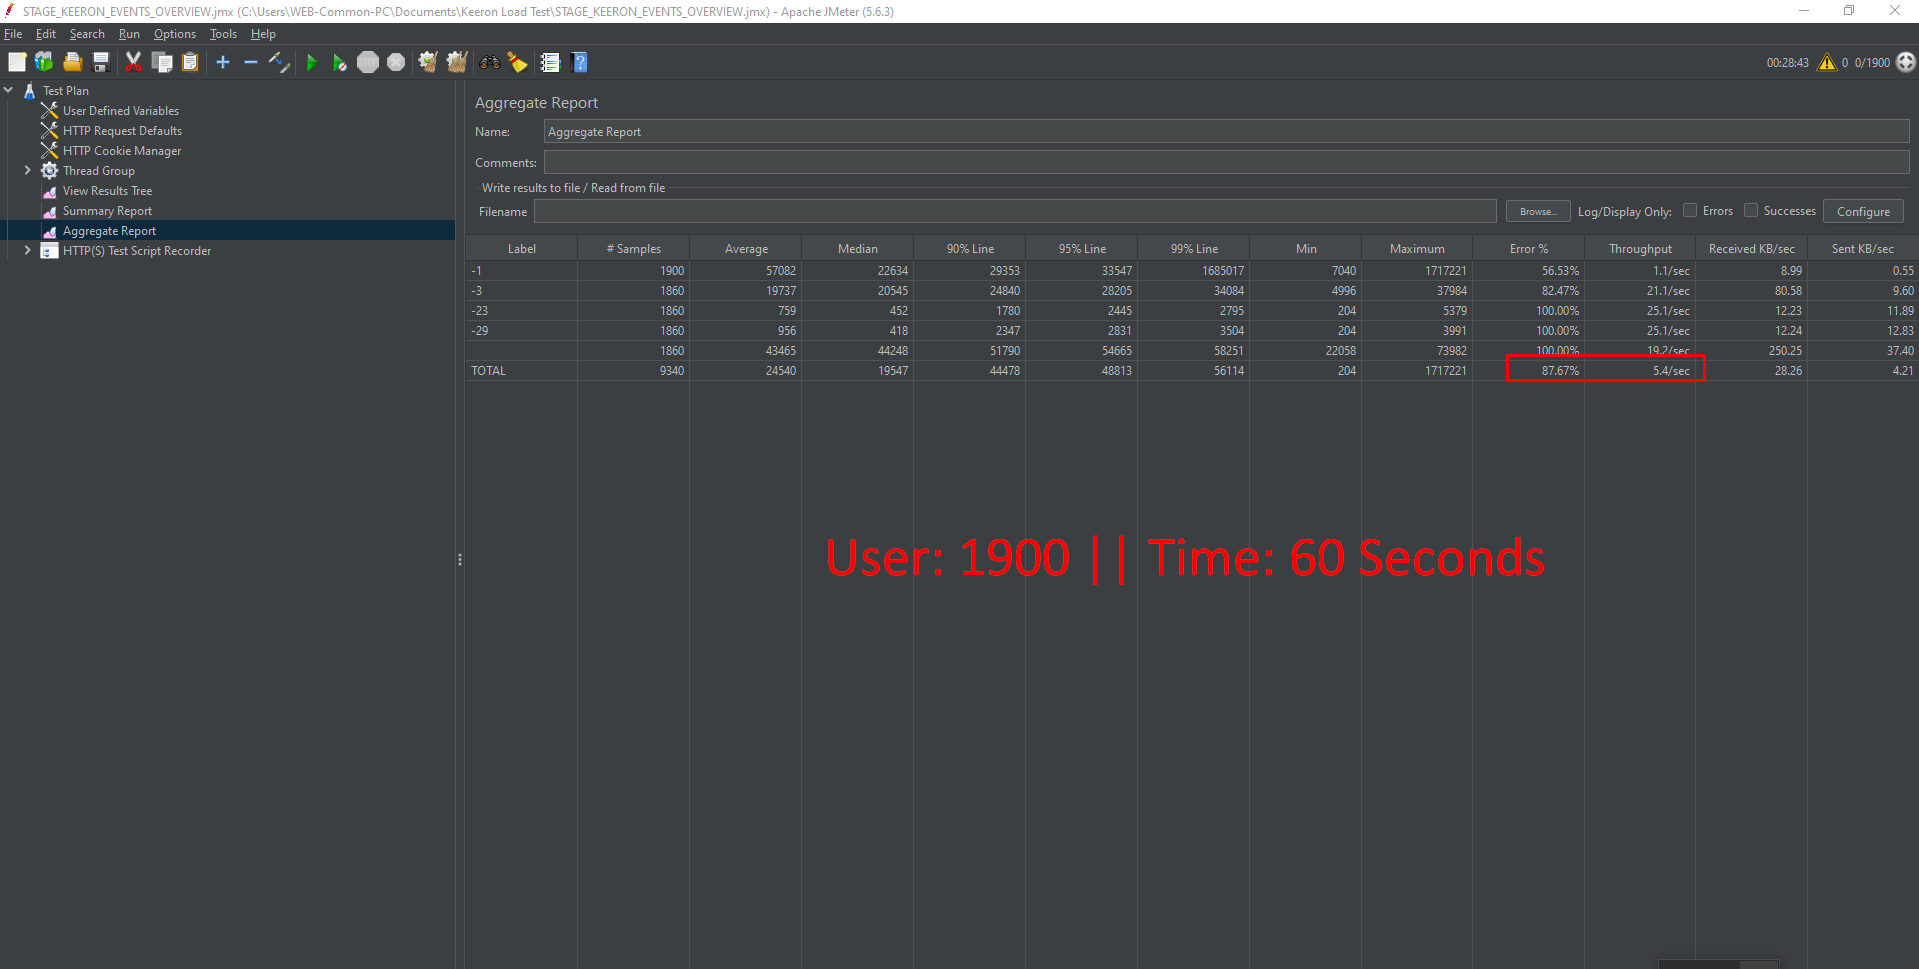 STAGE_KEERON_EVENTS_OVERVIEW.jmx (C:\Users\WEB-Common-PC\Documents\Keeron Load Test\STAGE_KEERON_EVENTS_OVERVIEW.jmx) - Apache JMeter (5.6.3)
File Edit Search Run Options Tools Help
00:28:43 0 0/1900
Test Plan
User Defined Variables
HTTP Request Defaults
HTTP Cookie Manager
Thread Group
View Results Tree
Summary Report
Aggregate Report
HTTP(S) Test Script Recorder
Aggregate Report
Name: Aggregate Report
Comments:
Write results to file / Read from file
Filename Browse... Log/Display Only: Errors Successes Configure
Label # Samples Average Median 90% Line 95% Line 99% Line Min Maximum Error % Throughput Received KB/sec Sent KB/sec
-1 1900 57082 22634 29353 33547 1685017 7040 1717221 56.53% 1.1/sec 8.99 0.55
-3 1860 19737 20545 24840 28205 34084 4996 37984 82.47% 21.1/sec 80.58 9.60
-23 1860 759 452 1780 2445 2795 204 5379 100.00% 25.1/sec 12.23 11.89
-29 1860 956 418 2347 2831 3504 204 3991 100.00% 25.1/sec 12.24 12.83
1860 43465 44248 51790 54665 58251 22058 73982 100.00% 19.2/sec 250.25 37.40
TOTAL 9340 24540 19547 44478 48813 56114 204 1717221 87.67% 5.4/sec 28.26 4.21
User: 1900 || Time: 60 Seconds